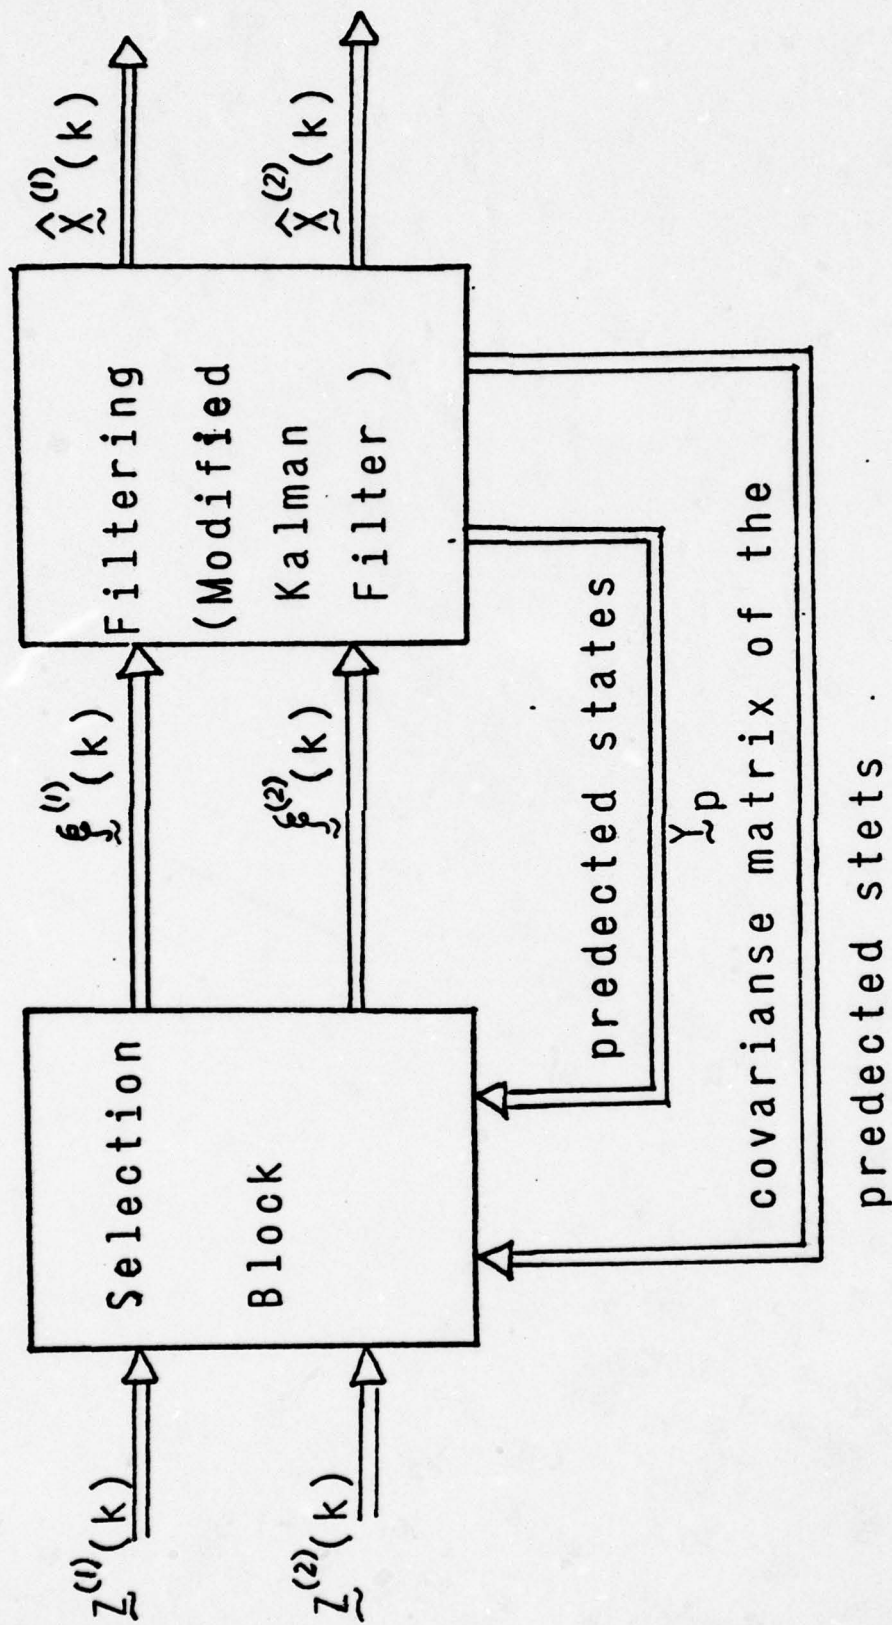 Z^(1)(k)
Z^(2)(k)
Selection
Block
ξ^(1)(k)
ξ^(2)(k)
Filtering
(Modified
Kalman
Filter)
X̂^(1)(k)
X̂^(2)(k)
predected states
Yp
covarianse matrix of the
predected stets